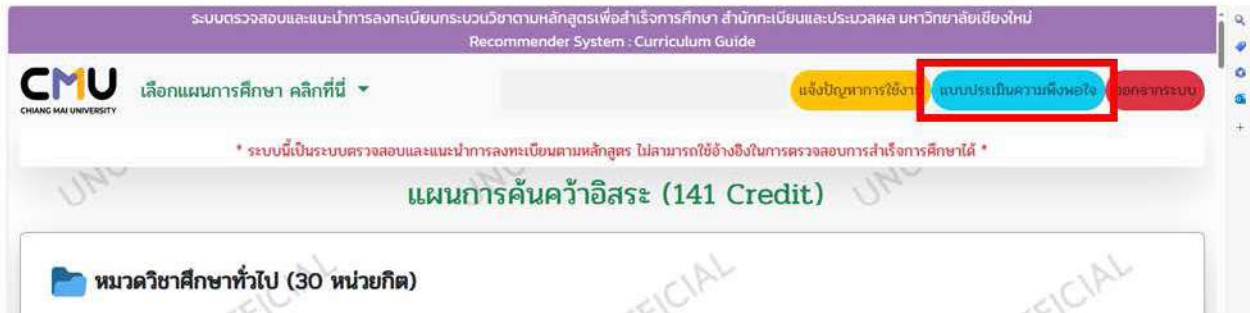 ระบบตรวจสอบและแนะนำการลงทะเบียนกระบวนวิชาตามหลักสูตรเพื่อสำเร็จการศึกษา สำนักทะเบียนและประมวลผล มหาวิทยาลัยเชียงใหม่
Recommender System : Curriculum Guide
CMU
CHIANG MAI UNIVERSITY
เลือกแผนการศึกษา คลิกที่นี่
แจ้งปัญหาการใช้งาน แบบประเมินความพึงพอใจ ออกจากระบบ
* ระบบนี้เป็นระบบตรวจสอบและแนะนำการลงทะเบียนตามหลักสูตร ไม่สามารถใช้อ้างอิงในการตรวจสอบการสำเร็จการศึกษาได้ *
แผนการค้นคว้าอิสระ (141 Credit)
หมวดวิชาศึกษาทั่วไป (30 หน่วยกิต)